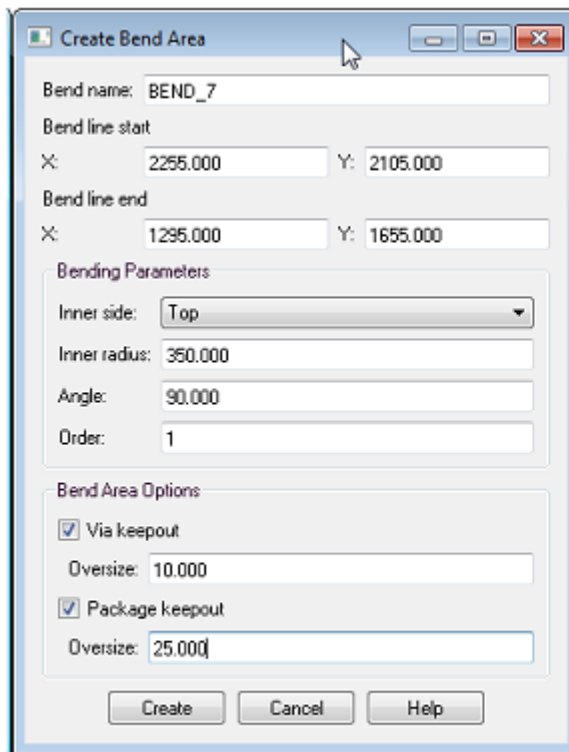 Create Bend Area
Bend name: BEND_7
Bend line start
X: 2255.000 Y: 2105.000
Bend line end
X: 1295.000 Y: 1655.000
Bending Parameters
Inner side: Top
Inner radius: 350.000
Angle: 90.000
Order: 1
Bend Area Options
Via keepout
Oversize: 10.000
Package keepout
Oversize: 25.000
Create Cancel Help